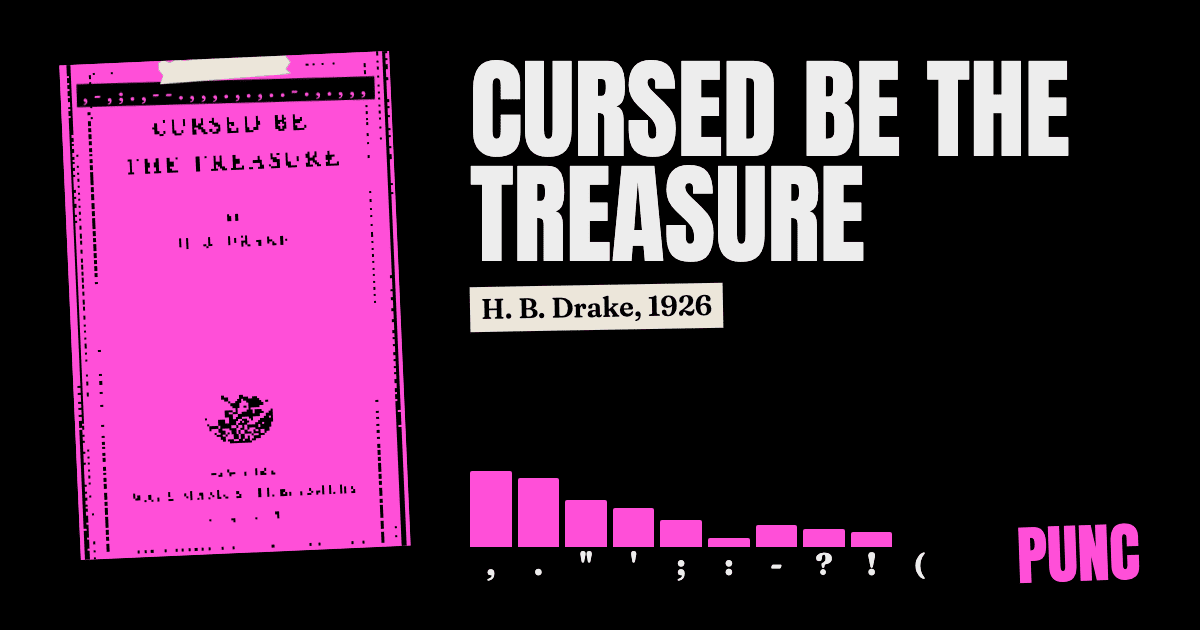 , - ; : , - - . , , , . , . , . . - . , . , , ,
CURSED BE
THE TREASURE
CURSED BE THE
TREASURE
H. B. Drake, 1926
, . " ' ; : - ? ! (
PUNC